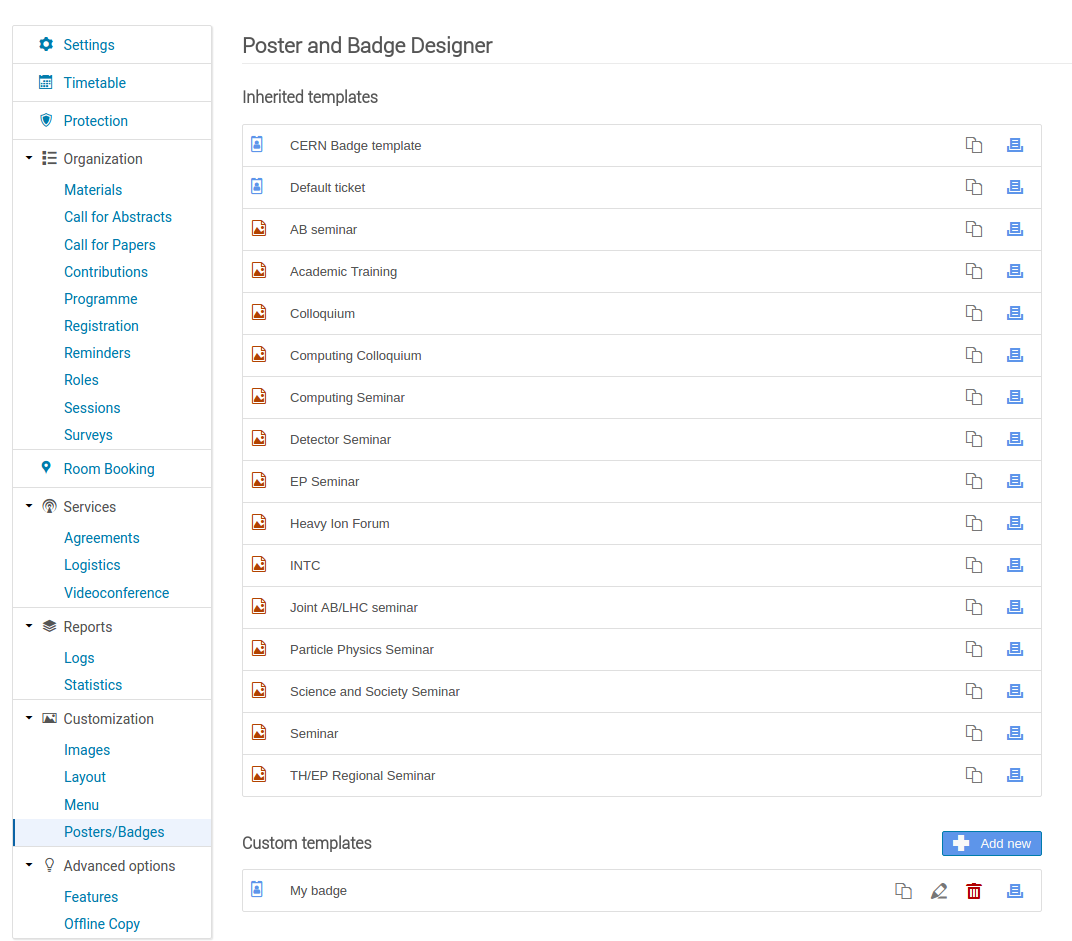 Settings
Timetable
Protection
Organization
Materials
Call for Abstracts
Call for Papers
Contributions
Programme
Registration
Reminders
Roles
Sessions
Surveys
Room Booking
Services
Agreements
Logistics
Videoconference
Reports
Logs
Statistics
Customization
Images
Layout
Menu
Posters/Badges
Advanced options
Features
Offline Copy
Poster and Badge Designer
Inherited templates
CERN Badge template
Default ticket
AB seminar
Academic Training
Colloquium
Computing Colloquium
Computing Seminar
Detector Seminar
EP Seminar
Heavy Ion Forum
INTC
Joint AB/LHC seminar
Particle Physics Seminar
Science and Society Seminar
Seminar
TH/EP Regional Seminar
Custom templates
Add new
My badge